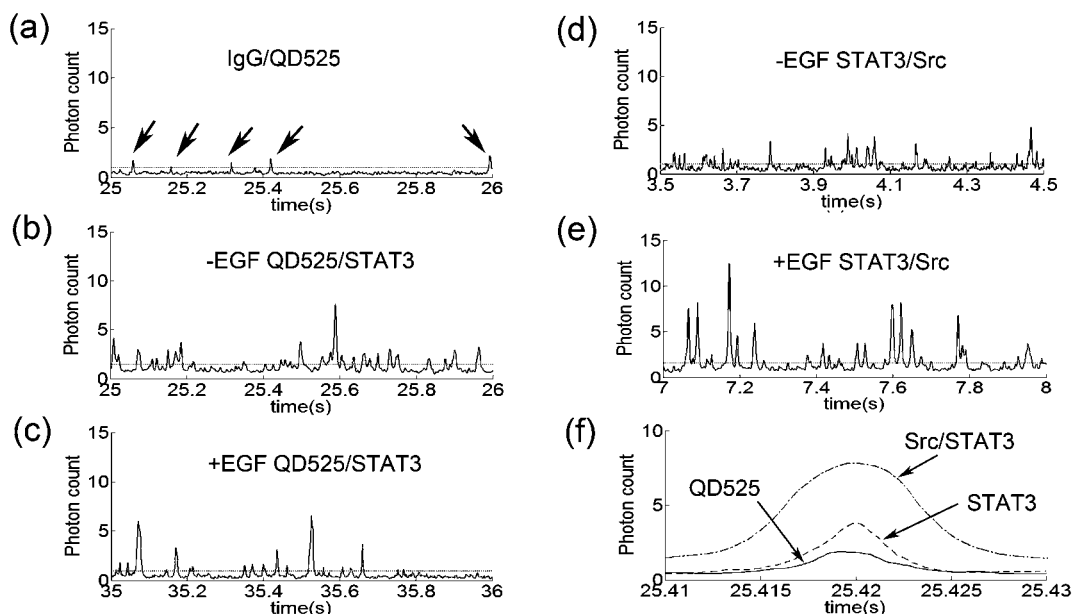 (a)
15
10
5
0
Photon count
IgG/QD525
25 25.2 25.4 25.6 25.8 26
time(s)
(b)
15
10
5
0
Photon count
-EGF QD525/STAT3
25 25.2 25.4 25.6 25.8 26
time(s)
(c)
15
10
5
0
Photon count
+EGF QD525/STAT3
35 35.2 35.4 35.6 35.8 36
time(s)
(d)
15
10
5
0
Photon count
-EGF STAT3/Src
3.5 3.7 3.9 4.1 4.3 4.5
time(s)
(e)
15
10
5
0
Photon count
+EGF STAT3/Src
7 7.2 7.4 7.6 7.8 8
time(s)
(f)
10
5
0
Photon count
Src/STAT3
QD525
STAT3
25.41 25.415 25.42 25.425 25.43
time(s)